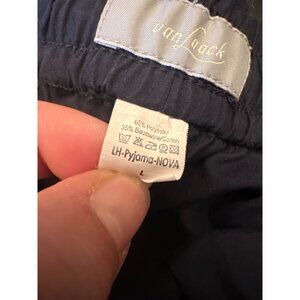 van Laack
65% Polyester
35% Baumwolle/Cotton
LH-Pyjama-NOVA
L